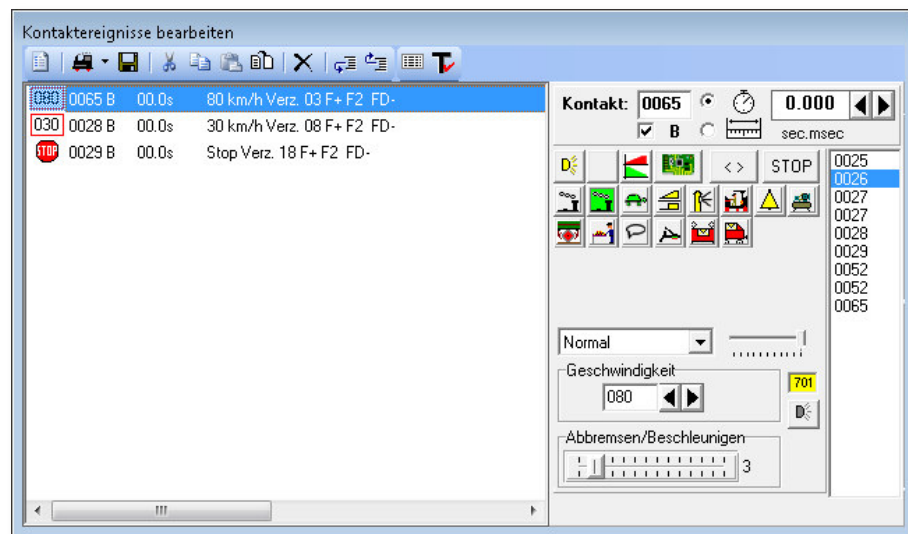 Kontaktereignisse bearbeiten
080 0065 B 00.0s 80 km/h Verz. 03 F+ F2 FD-
030 0028 B 00.0s 30 km/h Verz. 08 F+ F2 FD-
STOP 0029 B 00.0s Stop Verz. 18 F+ F2 FD-
Kontakt: 0065 0.000
B sec.msec
D < > STOP
0025
0026
0027
0027
0028
0029
0052
0052
0065
Normal
Geschwindigkeit
080
701
D
Abbremsen/Beschleunigen
3